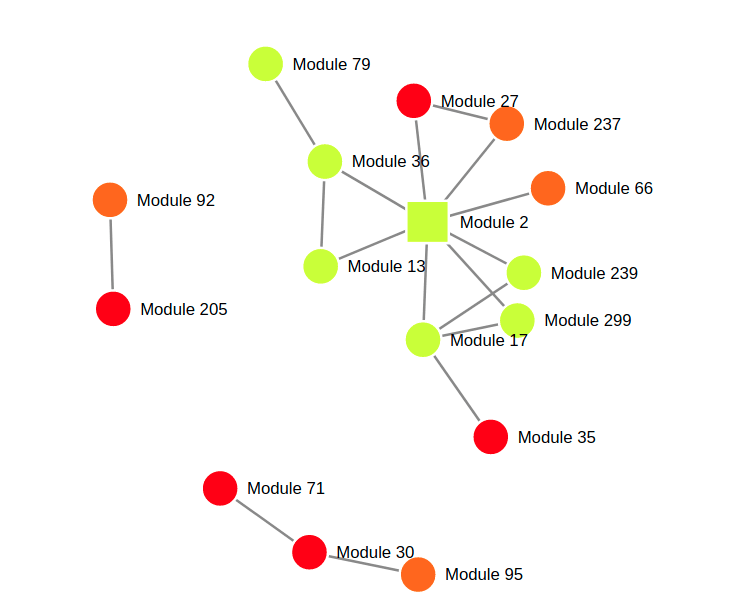 Module 79
Module 27
Module 237
Module 36
Module 66
Module 92
Module 2
Module 13
Module 239
Module 205
Module 299
Module 17
Module 35
Module 71
Module 30
Module 95